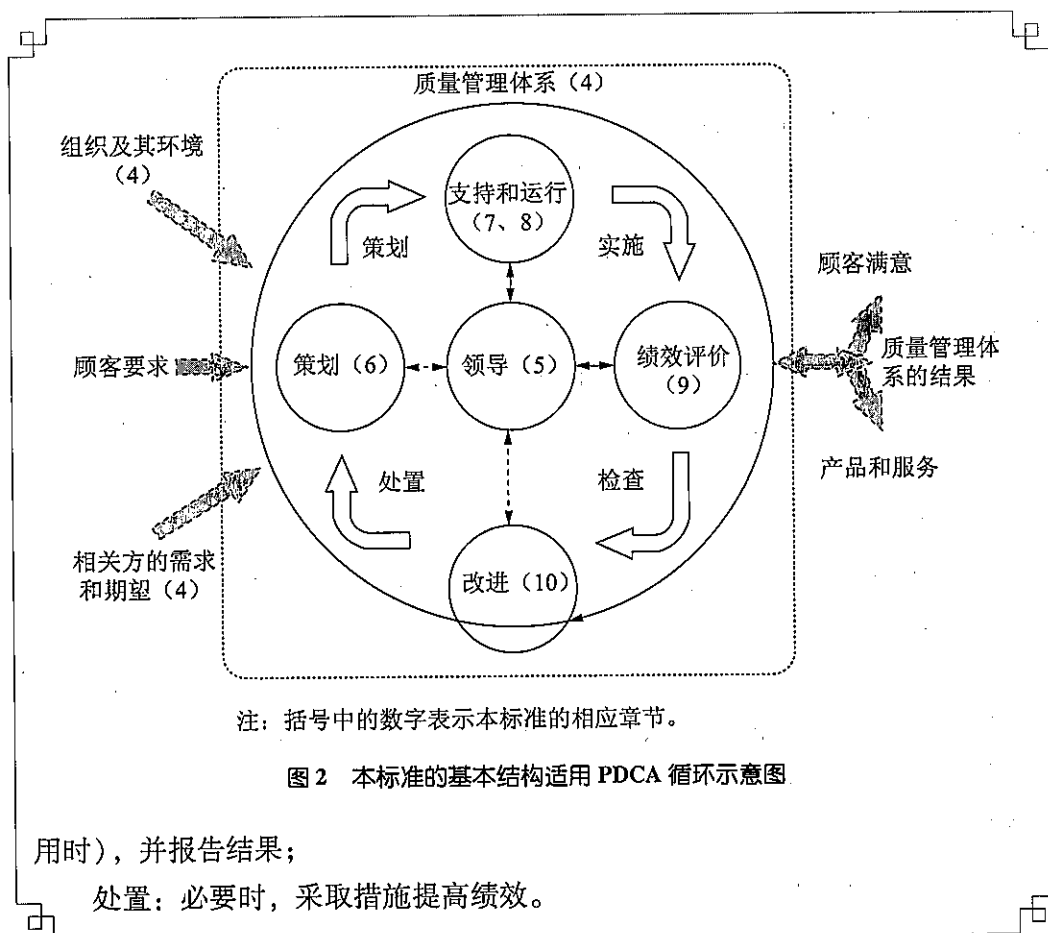 质量管理体系（4）
组织及其环境
（4）
支持和运行
（7、8）
策划
实施
顾客满意
顾客要求
策划（6）
领导（5）
绩效评价
（9）
质量管理体
系的结果
处置
检查
产品和服务
相关方的需求
和期望（4）
改进（10）
注：括号中的数字表示本标准的相应章节。
图 2 本标准的基本结构适用 PDCA 循环示意图
用时），并报告结果；
处置：必要时，采取措施提高绩效。